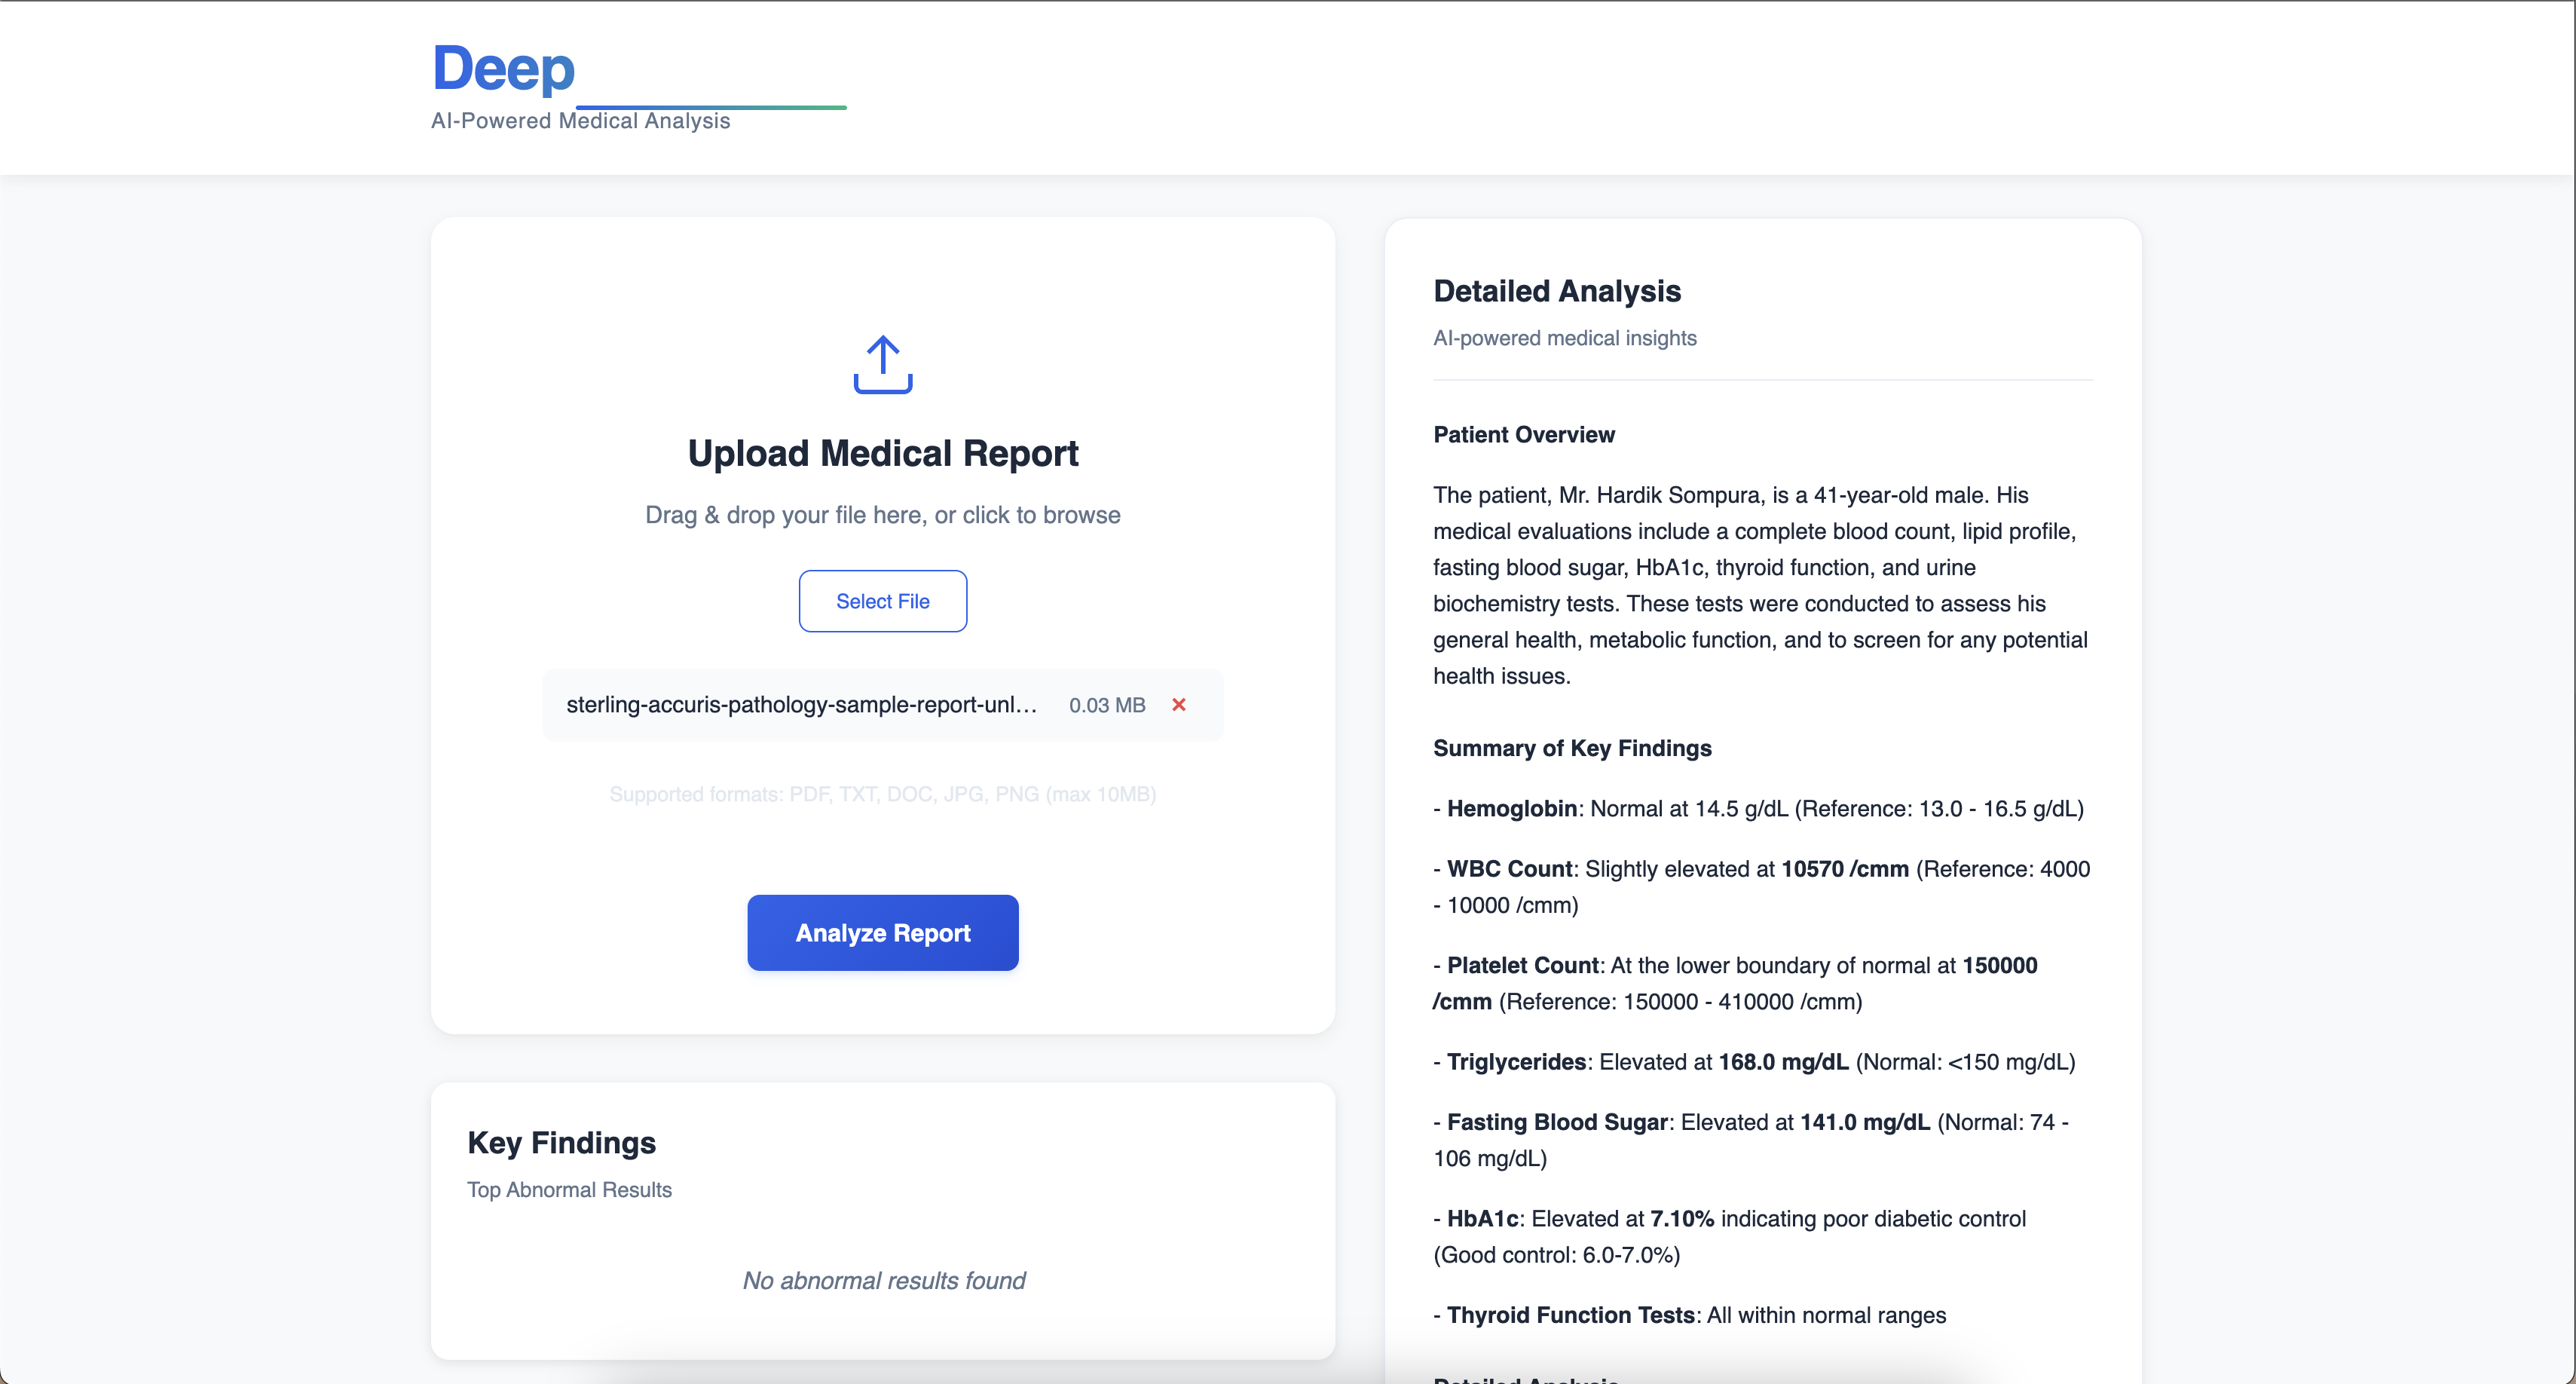 Deep
AI-Powered Medical Analysis
Upload Medical Report
Drag & drop your file here, or click to browse
Select File
sterling-accuris-pathology-sample-report-unl... 0.03 MB ×
Supported formats: PDF, TXT, DOC, JPG, PNG (max 10MB)
Analyze Report
Key Findings
Top Abnormal Results
No abnormal results found
Detailed Analysis
AI-powered medical insights
Patient Overview
The patient, Mr. Hardik Sompura, is a 41-year-old male. His
medical evaluations include a complete blood count, lipid profile,
fasting blood sugar, HbA1c, thyroid function, and urine
biochemistry tests. These tests were conducted to assess his
general health, metabolic function, and to screen for any potential
health issues.
Summary of Key Findings
- Hemoglobin: Normal at 14.5 g/dL (Reference: 13.0 - 16.5 g/dL)
- WBC Count: Slightly elevated at 10570 /cmm (Reference: 4000
- 10000 /cmm)
- Platelet Count: At the lower boundary of normal at 150000
/cmm (Reference: 150000 - 410000 /cmm)
- Triglycerides: Elevated at 168.0 mg/dL (Normal: <150 mg/dL)
- Fasting Blood Sugar: Elevated at 141.0 mg/dL (Normal: 74 -
106 mg/dL)
- HbA1c: Elevated at 7.10% indicating poor diabetic control
(Good control: 6.0-7.0%)
- Thyroid Function Tests: All within normal ranges
Detailed Analysis